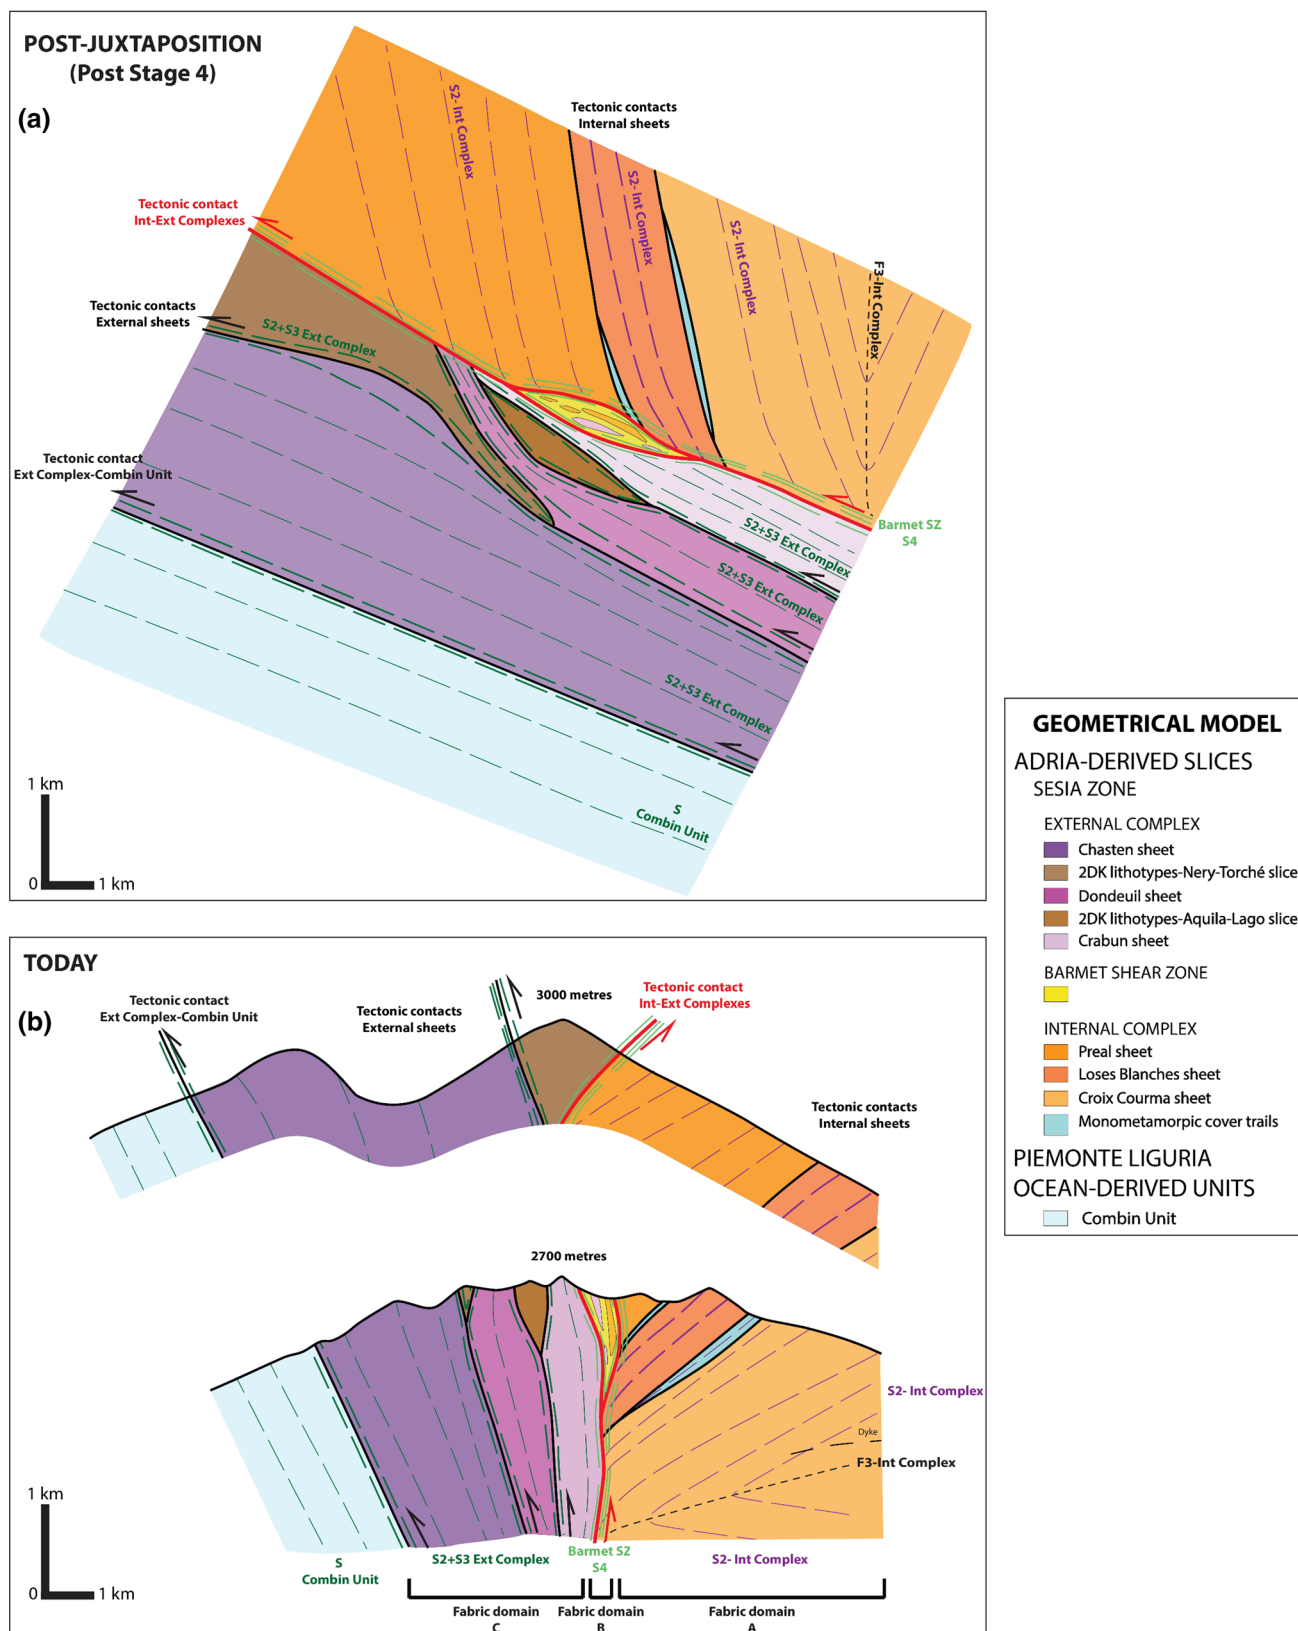 POST-JUXTAPOSITION
(Post Stage 4)
(a)
Tectonic contacts
Internal sheets
S2- Int Complex
S2- Int Complex
S2- Int Complex
F3-Int Complex
Tectonic contact
Int-Ext Complexes
Tectonic contacts
External sheets
S2+S3 Ext Complex
Tectonic contact
Ext Complex-Combin Unit
Barmet SZ
S4
S2+S3 Ext Complex
S2+S3 Ext Complex
S2+S3 Ext Complex
S
Combin Unit
1 km
0
1 km
GEOMETRICAL MODEL
ADRIA-DERIVED SLICES
SESIA ZONE
EXTERNAL COMPLEX
Chasten sheet
2DK lithotypes-Nery-Torché slice
Dondeuil sheet
2DK lithotypes-Aquila-Lago slice
Crabun sheet
BARMET SHEAR ZONE
INTERNAL COMPLEX
Preal sheet
Loses Blanches sheet
Croix Courma sheet
Monometamorpic cover trails
PIEMONTE LIGURIA
OCEAN-DERIVED UNITS
Combin Unit
TODAY
(b)
Tectonic contact
Ext Complex-Combin Unit
Tectonic contacts
External sheets
3000 metres
Tectonic contact
Int-Ext Complexes
Tectonic contacts
Internal sheets
2700 metres
S2- Int Complex
Dyke
F3-Int Complex
1 km
0
1 km
S
Combin Unit
S2+S3 Ext Complex
Barmet SZ
S4
S2- Int Complex
Fabric domain
C
Fabric domain
B
Fabric domain
A